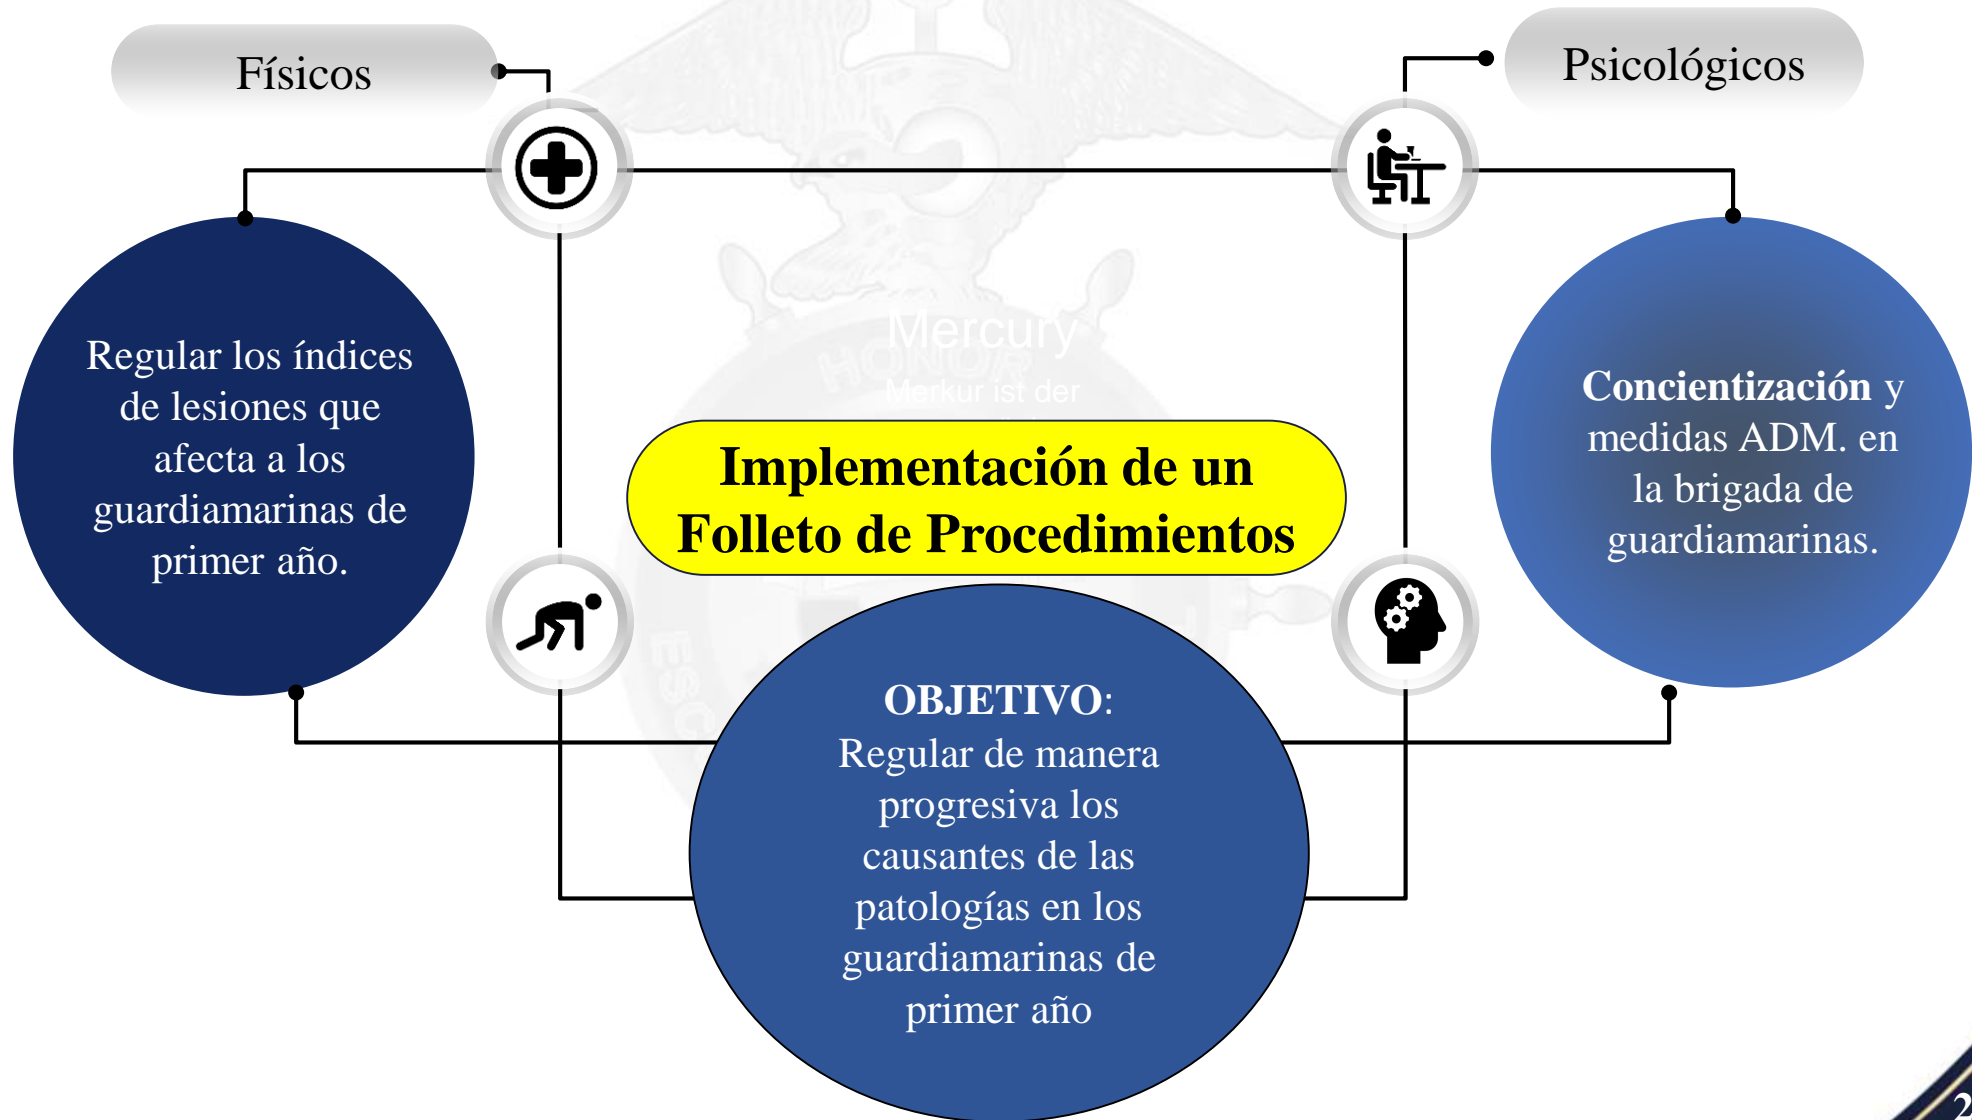 Físicos
Psicológicos
Regular los índices
de lesiones que
afecta a los
guardiamarinas de
primer año.
Mercury
HONOR
Merkur ist der
Implementación de un
Folleto de Procedimientos
Concientización y
medidas ADM. en
la brigada de
guardiamarinas.
ESC
OBJETIVO:
Regular de manera
progresiva los
causantes de las
patologías en los
guardiamarinas de
primer año
2